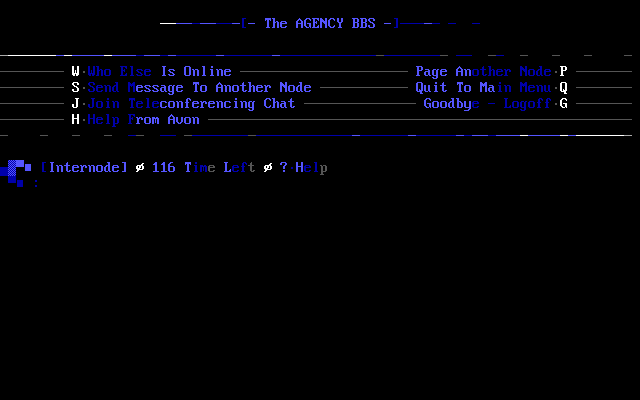 [- The AGENCY BBS -]
W·Who Else Is Online Page Another Node·P
S·Send Message To Another Node Quit To Main Menu·Q
J·Join Teleconferencing Chat Goodbye - Logoff·G
H·Help From Avon
[Internode] ø 116 Time Left ø ?·Help
: